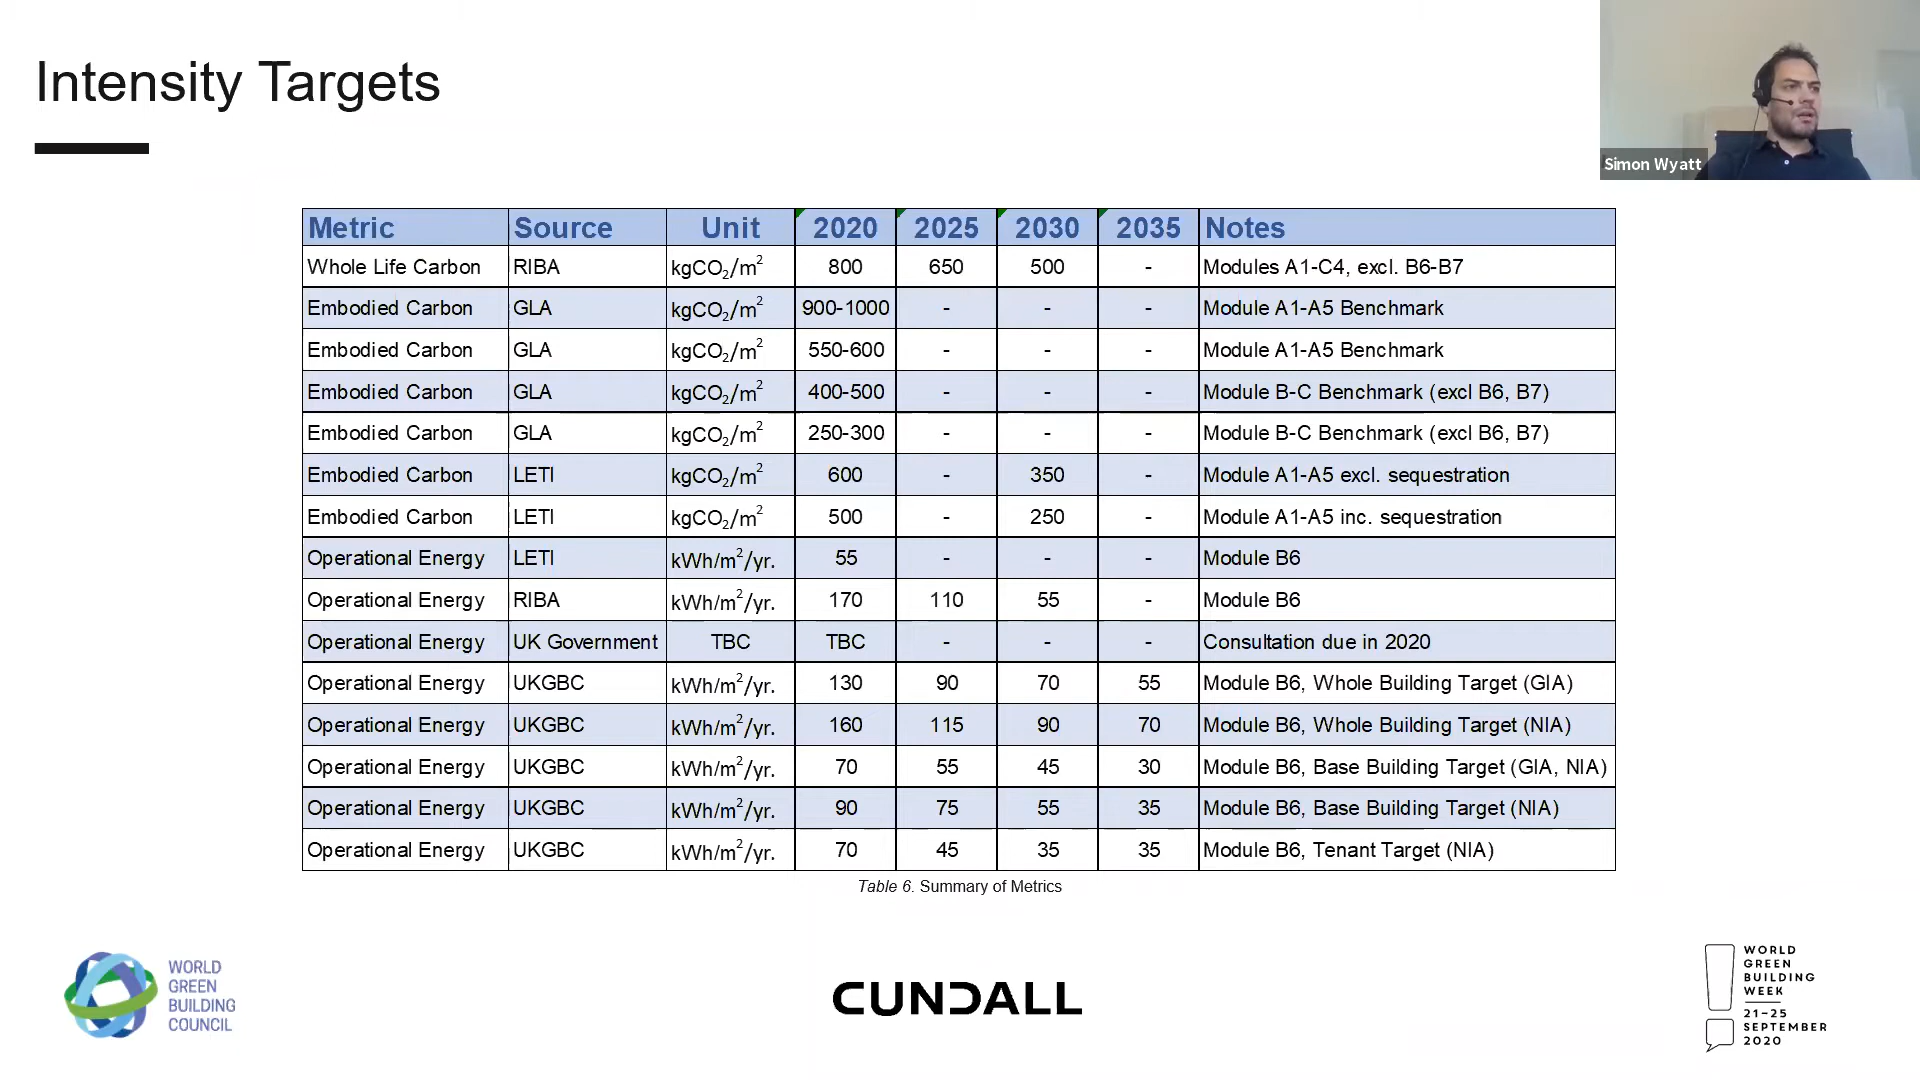 Intensity Targets
Simon Wyatt
Metric Source Unit 2020 2025 2030 2035 Notes
Whole Life Carbon RIBA kgCO₂/m² 800 650 500 - Modules A1-C4, excl. B6-B7
Embodied Carbon GLA kgCO₂/m² 900-1000 - - - Module A1-A5 Benchmark
Embodied Carbon GLA kgCO₂/m² 550-600 - - - Module A1-A5 Benchmark
Embodied Carbon GLA kgCO₂/m² 400-500 - - - Module B-C Benchmark (excl B6, B7)
Embodied Carbon GLA kgCO₂/m² 250-300 - - - Module B-C Benchmark (excl B6, B7)
Embodied Carbon LETI kgCO₂/m² 600 - 350 - Module A1-A5 excl. sequestration
Embodied Carbon LETI kgCO₂/m² 500 - 250 - Module A1-A5 inc. sequestration
Operational Energy LETI kWh/m²/yr. 55 - - - Module B6
Operational Energy RIBA kWh/m²/yr. 170 110 55 - Module B6
Operational Energy UK Government TBC TBC - - - Consultation due in 2020
Operational Energy UKGBC kWh/m²/yr. 130 90 70 55 Module B6, Whole Building Target (GIA)
Operational Energy UKGBC kWh/m²/yr. 160 115 90 70 Module B6, Whole Building Target (NIA)
Operational Energy UKGBC kWh/m²/yr. 70 55 45 30 Module B6, Base Building Target (GIA, NIA)
Operational Energy UKGBC kWh/m²/yr. 90 75 55 35 Module B6, Base Building Target (NIA)
Operational Energy UKGBC kWh/m²/yr. 70 45 35 35 Module B6, Tenant Target (NIA)
Table 6. Summary of Metrics
WORLD
GREEN
BUILDING
COUNCIL
CUNDALL
WORLD
GREEN
BUILDING
WEEK
21–25
SEPTEMBER
2020